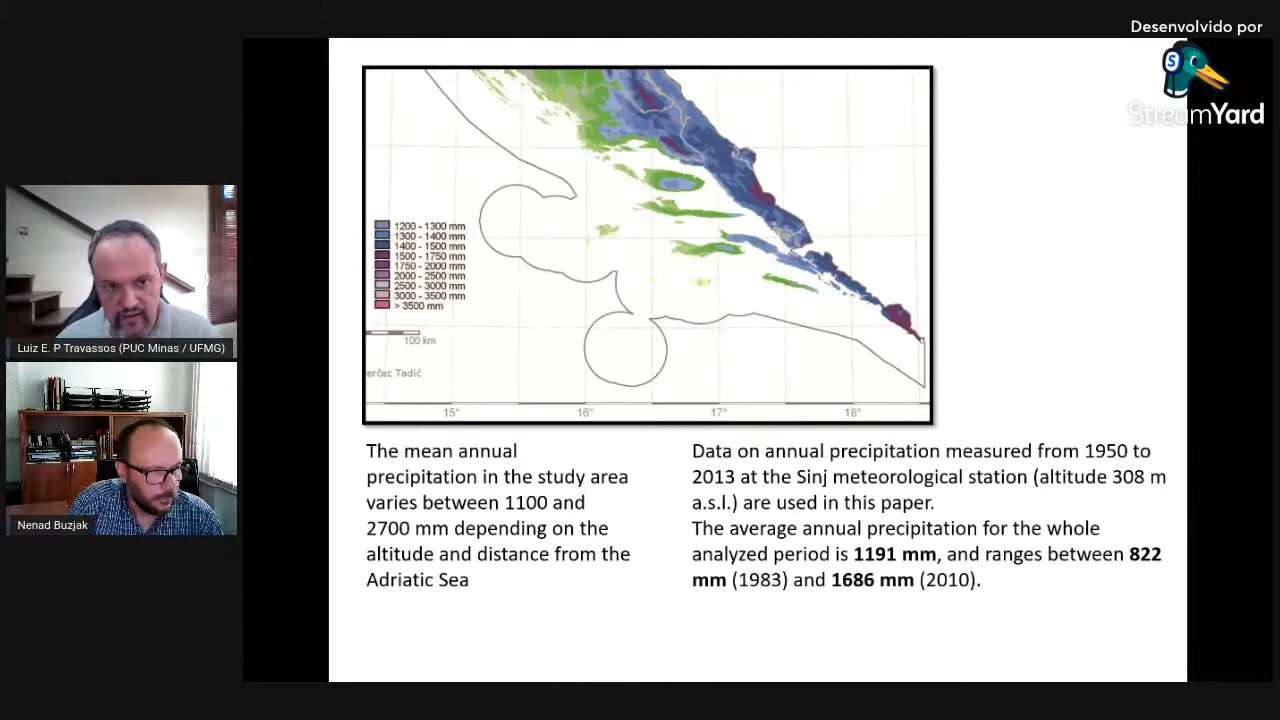 Desenvolvido por
StreamYard
1200 - 1300 mm
1300 - 1400 mm
1400 - 1500 mm
1500 - 1750 mm
1750 - 2000 mm
2000 - 2500 mm
2500 - 3000 mm
3000 - 3500 mm
> 3500 mm
100 km
Tadić
15° 16° 17° 18°
Luiz E. P Travassos (PUC Minas / UFMG)
Nenad Buzjak
The mean annual
precipitation in the study area
varies between 1100 and
2700 mm depending on the
altitude and distance from the
Adriatic Sea
Data on annual precipitation measured from 1950 to
2013 at the Sinj meteorological station (altitude 308 m
a.s.l.) are used in this paper.
The average annual precipitation for the whole
analyzed period is 1191 mm, and ranges between 822
mm (1983) and 1686 mm (2010).